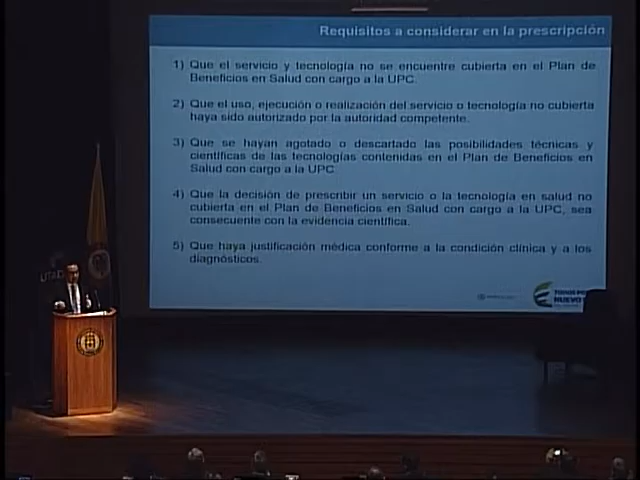 Requisitos a considerar en la prescripción
1) Que el servicio y tecnología no se encuentre cubierta en el Plan de
Beneficios en Salud con cargo a la UPC.
2) Que el uso, ejecución o realización del servicio o tecnología no cubierta
haya sido autorizado por la autoridad competente.
3) Que se hayan agotado o descartado las posibilidades técnicas y
científicas de las tecnologías contenidas en el Plan de Beneficios en
Salud con cargo a la UPC
4) Que la decisión de prescribir un servicio o la tecnología en salud no
cubierta en el Plan de Beneficios en Salud con cargo a la UPC, sea
consecuente con la evidencia científica.
5) Que haya justificación médica conforme a la condición clínica y a los
diagnósticos.
NUEVO